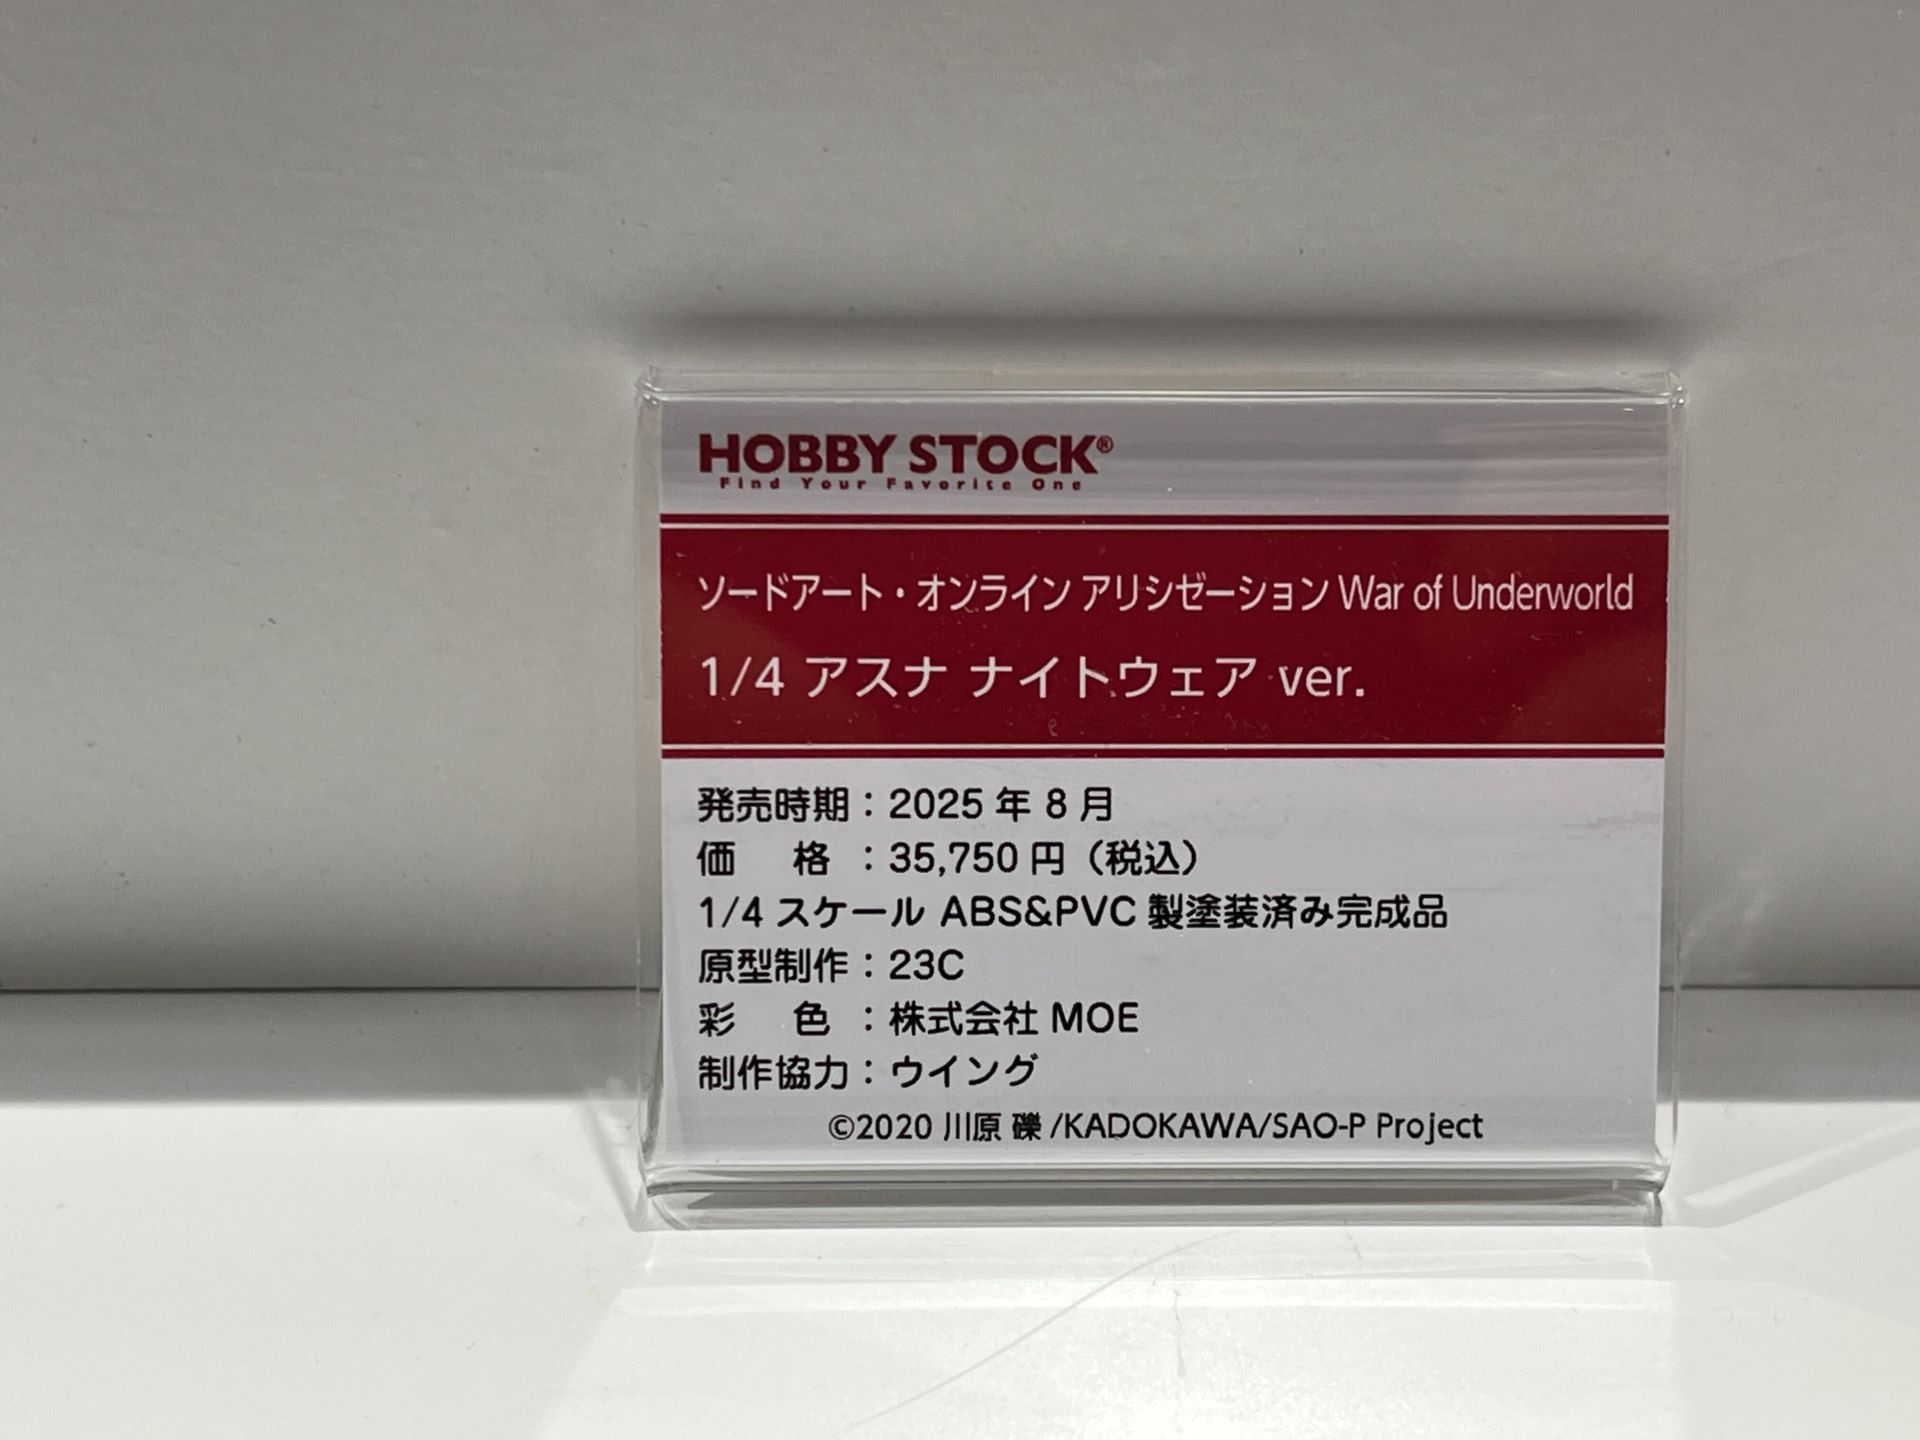 HOBBY STOCK®
Find Your Favorite One
ソードアート・オンライン アリシゼーション War of Underworld
1/4 アスナ ナイトウェア ver.
発売時期：2025 年 8 月
価 格 ：35,750 円（税込）
1/4 スケール ABS&PVC 製塗装済み完成品
原型制作：23C
彩 色 ：株式会社 MOE
制作協力：ウイング
©2020 川原 礫 /KADOKAWA/SAO-P Project